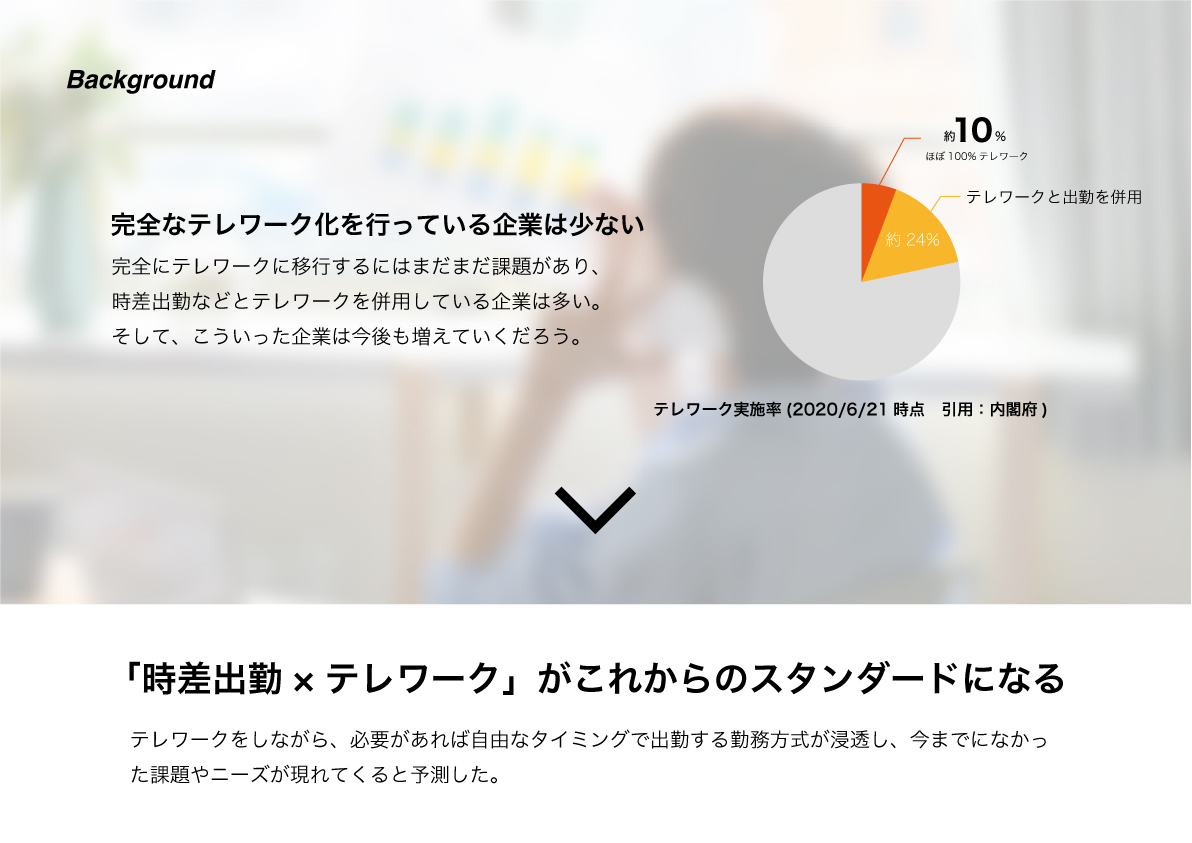 Background
約10%
ほぼ100%テレワーク
テレワークと出勤を併用
約 24%
完全なテレワーク化を行っている企業は少ない
完全にテレワークに移行するにはまだまだ課題があり、
時差出勤などとテレワークを併用している企業は多い。
そして、こういった企業は今後も増えていくだろう。
テレワーク実施率 (2020/6/21 時点　引用：内閣府 )
「時差出勤 × テレワーク」がこれからのスタンダードになる
テレワークをしながら、必要があれば自由なタイミングで出勤する勤務方式が浸透し、今までになかっ
た課題やニーズが現れてくると予測した。